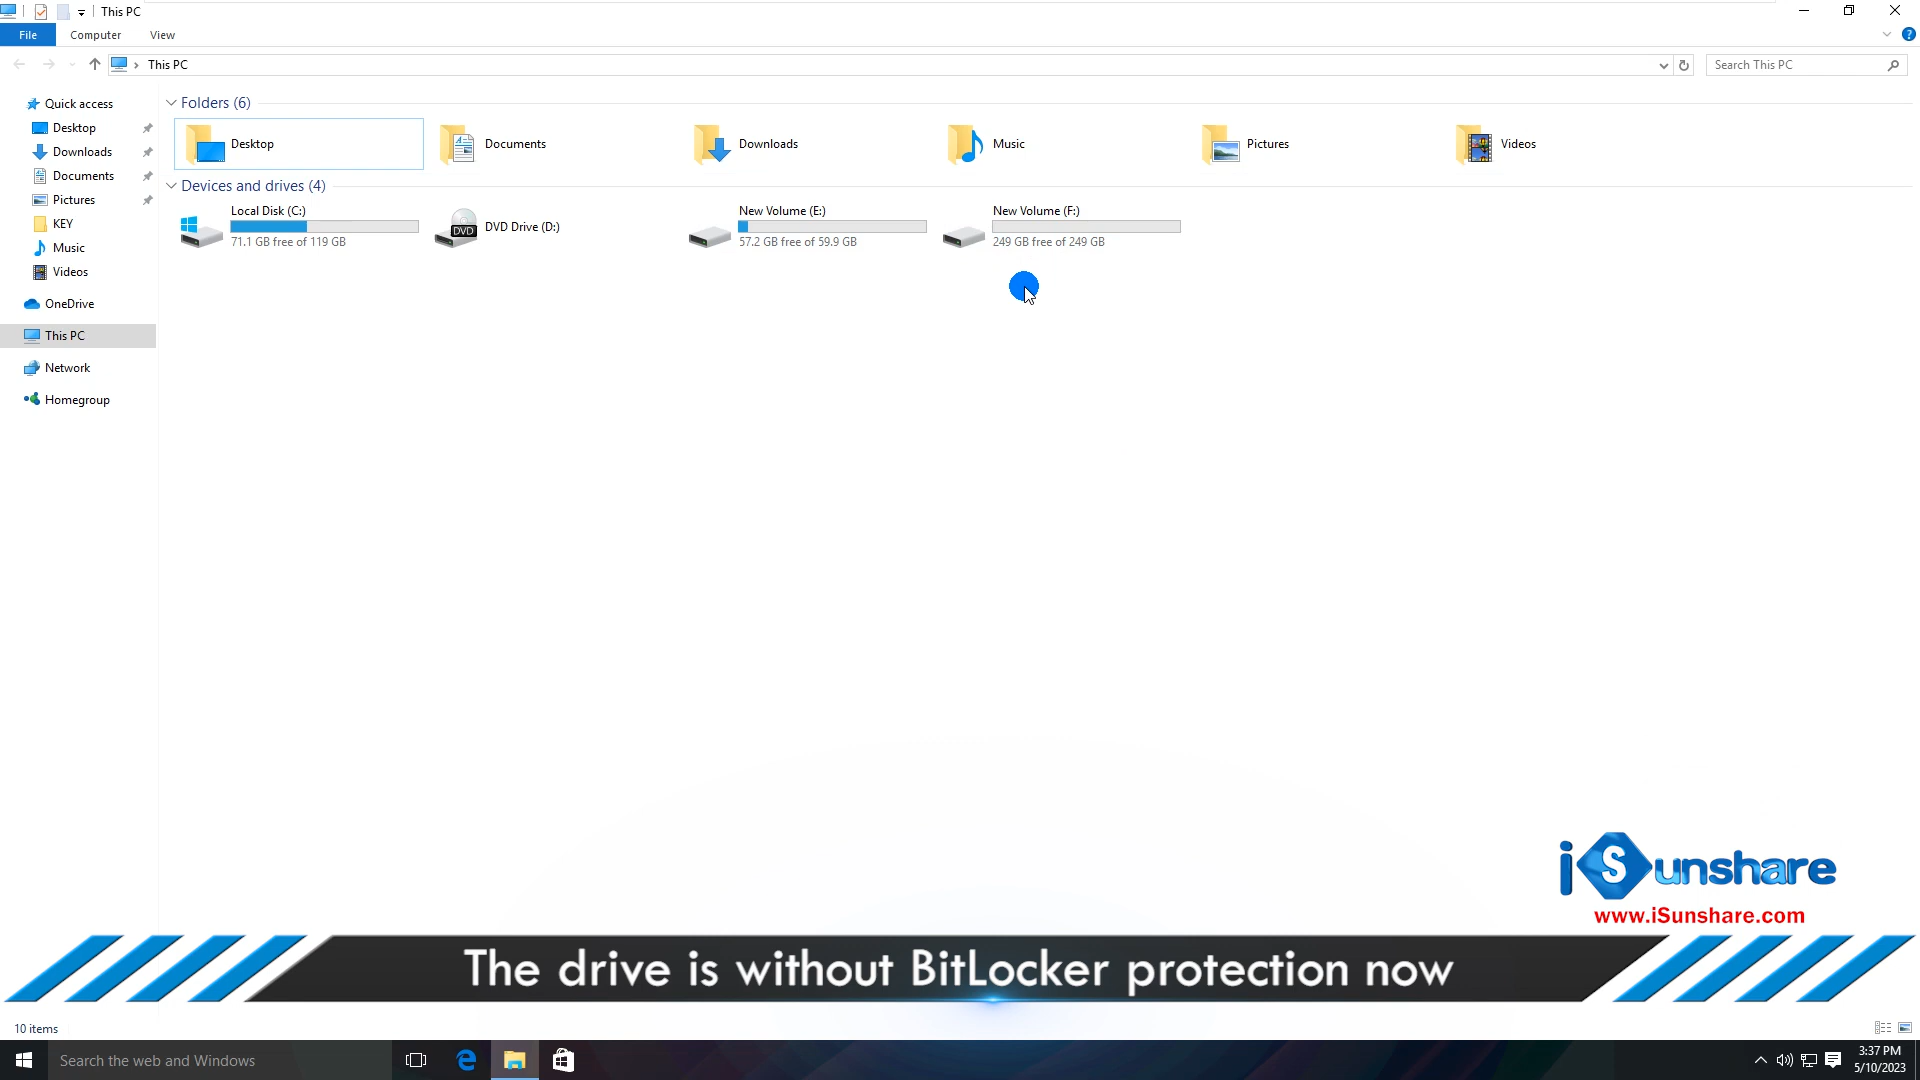 This PC
File Computer View
This PC
Search This PC
Quick access
Desktop
Downloads
Documents
Pictures
KEY
Music
Videos
OneDrive
This PC
Network
Homegroup
Folders (6)
Desktop Documents Downloads Music Pictures Videos
Devices and drives (4)
Local Disk (C:)
71.1 GB free of 119 GB
DVD
DVD Drive (D:)
New Volume (E:)
57.2 GB free of 59.9 GB
New Volume (F:)
249 GB free of 249 GB
iSunshare
www.iSunshare.com
The drive is without BitLocker protection now
10 items
Search the web and Windows
3:37 PM
5/10/2023